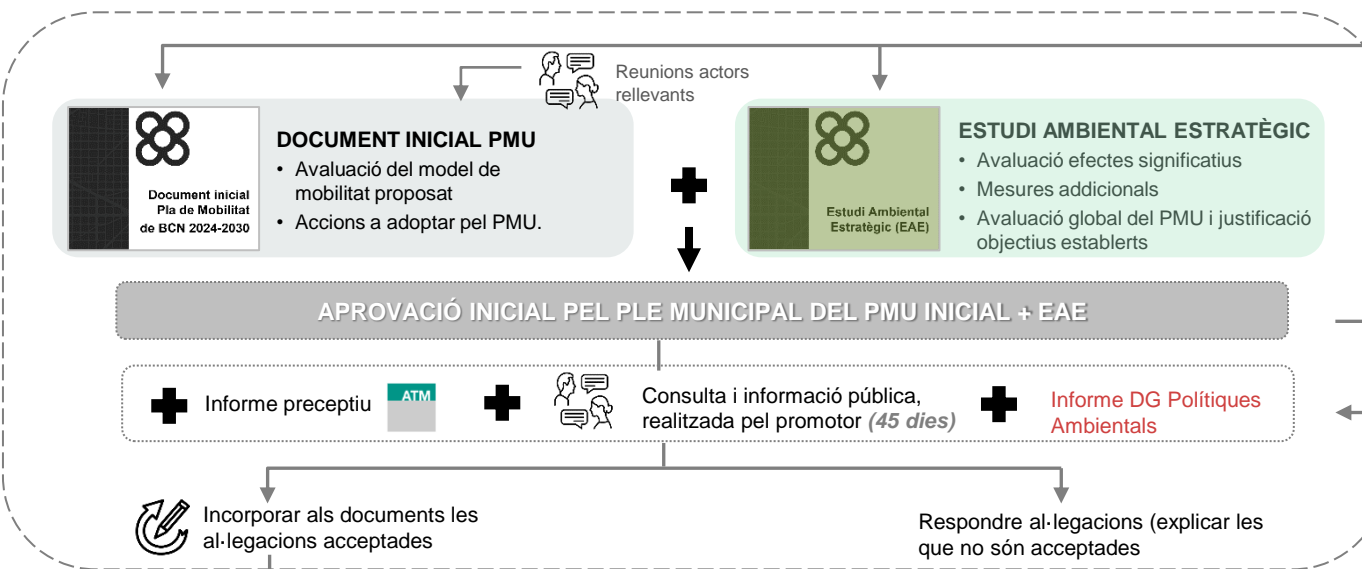 Reunions actors
rellevants
Document inicial
Pla de Mobilitat
de BCN 2024-2030
DOCUMENT INICIAL PMU
• Avaluació del model de
mobilitat proposat
• Accions a adoptar pel PMU.
Estudi Ambiental
Estratègic (EAE)
ESTUDI AMBIENTAL ESTRATÈGIC
• Avaluació efectes significatius
• Mesures addicionals
• Avaluació global del PMU i justificació
objectius establerts
APROVACIÓ INICIAL PEL PLE MUNICIPAL DEL PMU INICIAL + EAE
Informe preceptiu
ATM
Consulta i informació pública,
realitzada pel promotor (45 dies)
Informe DG Polítiques
Ambientals
Incorporar als documents les
al·legacions acceptades
Respondre al·legacions (explicar les
que no són acceptades